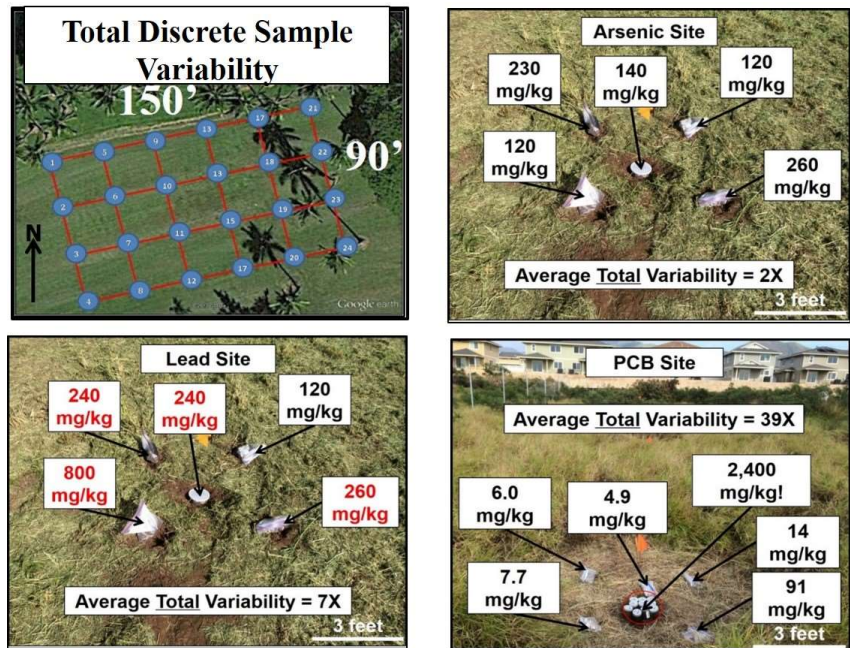 Total Discrete Sample
Variability
150'
90'
1
5
9
13
17
21
2
6
10
13
18
22
3
7
11
15
19
23
4
8
12
17
20
24
N
Google earth
Arsenic Site
230
mg/kg
140
mg/kg
120
mg/kg
120
mg/kg
260
mg/kg
Average Total Variability = 2X
3 feet
Lead Site
240
mg/kg
240
mg/kg
120
mg/kg
800
mg/kg
260
mg/kg
Average Total Variability = 7X
3 feet
PCB Site
Average Total Variability = 39X
2,400
mg/kg!
6.0
mg/kg
4.9
mg/kg
14
mg/kg
7.7
mg/kg
91
mg/kg
3 feet